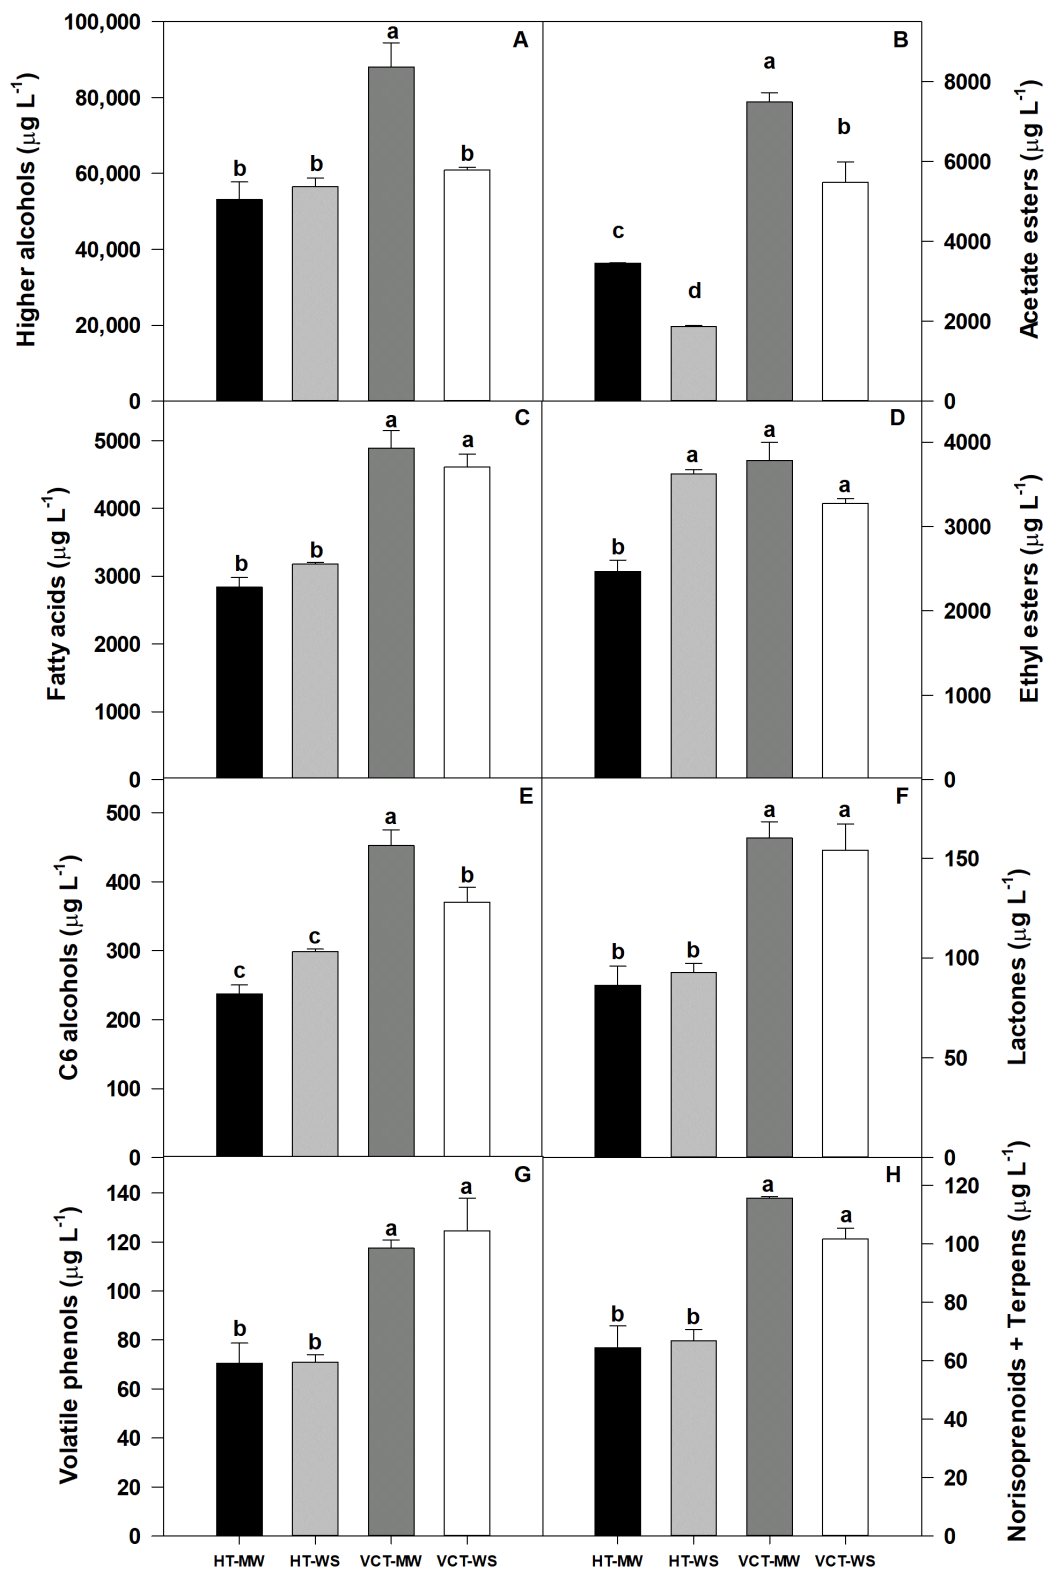 A
Higher alcohols (μg L-1)
100,000
80,000
60,000
40,000
20,000
0
b
b
a
b
B
Acetate esters (μg L-1)
8000
6000
4000
2000
0
c
d
a
b
C
Fatty acids (μg L-1)
5000
4000
3000
2000
1000
0
b
b
a
a
D
Ethyl esters (μg L-1)
4000
3000
2000
1000
0
b
a
a
a
E
C6 alcohols (μg L-1)
500
400
300
200
100
0
c
c
a
b
F
Lactones (μg L-1)
150
100
50
0
b
b
a
a
G
Volatile phenols (μg L-1)
140
120
100
80
60
40
20
0
b
b
a
a
H
Norisoprenoids + Terpens (μg L-1)
120
100
80
60
40
20
0
b
b
a
a
HT-MW HT-WS VCT-MW VCT-WS HT-MW HT-WS VCT-MW VCT-WS